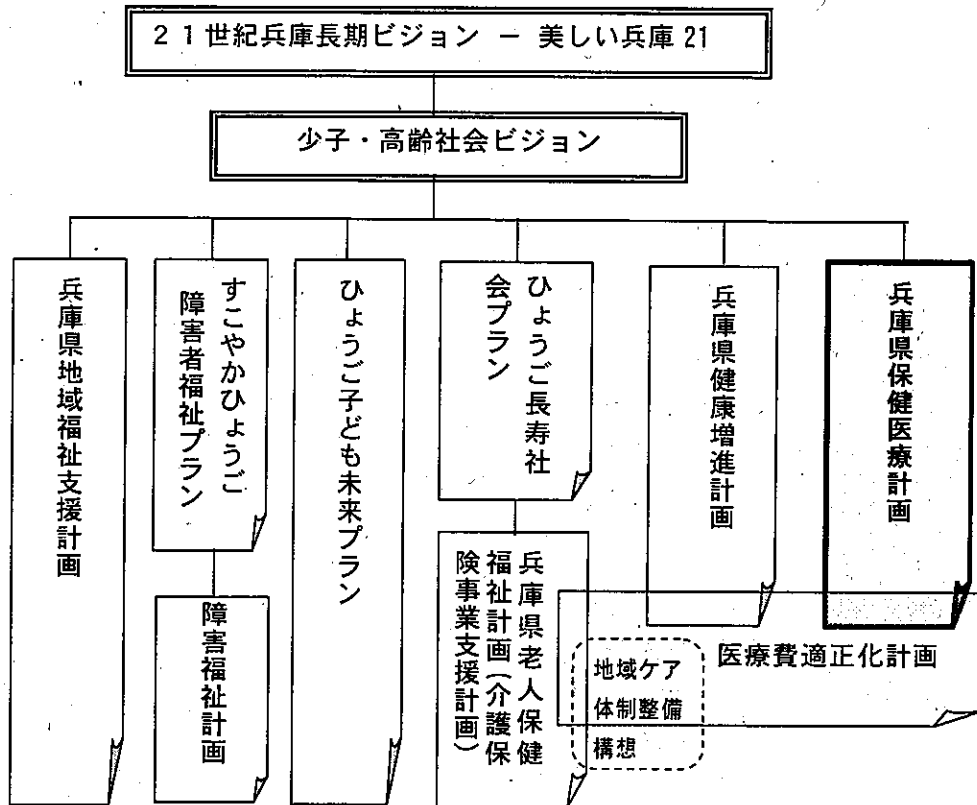 21世紀兵庫長期ビジョン － 美しい兵庫21
少子・高齢社会ビジョン
兵庫県地域福祉支援計画
すこやかひょうご
障害者福祉プラン
障害福祉計画
ひょうご子ども未来プラン
ひょうご長寿社
会プラン
兵庫県老人保健
福祉計画(介護保
険事業支援計画)
兵庫県健康増進計画
兵庫県保健医療計画
医療費適正化計画
地域ケア
体制整備
構想